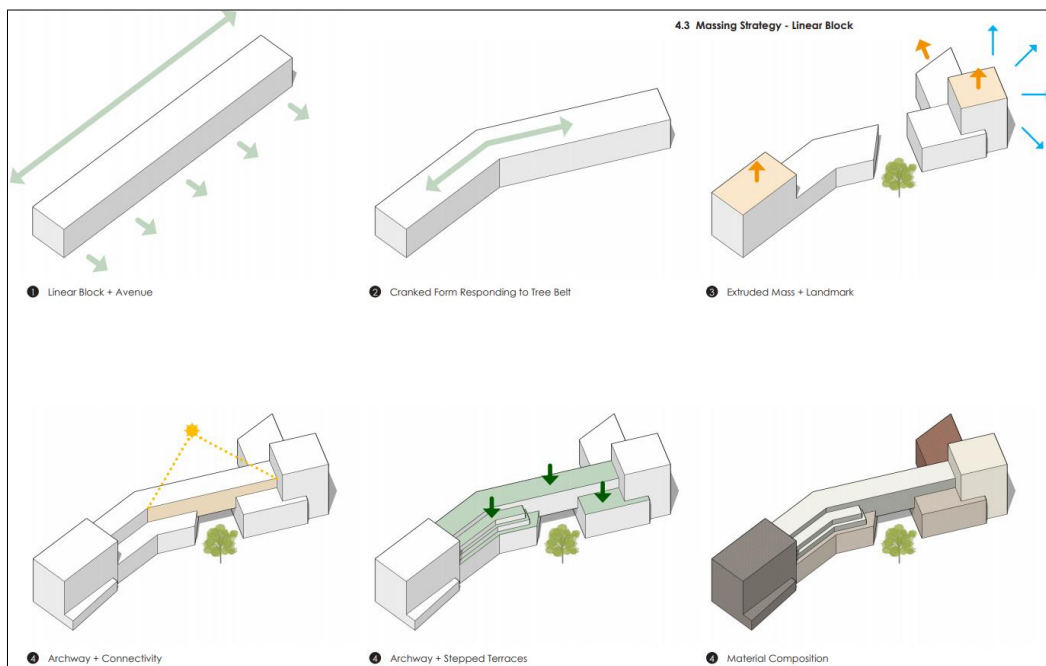 4.3 Massing Strategy - Linear Block
1 Linear Block + Avenue
2 Cranked Form Responding to Tree Belt
3 Extruded Mass + Landmark
4 Archway + Connectivity
4 Archway + Stepped Terraces
4 Material Composition